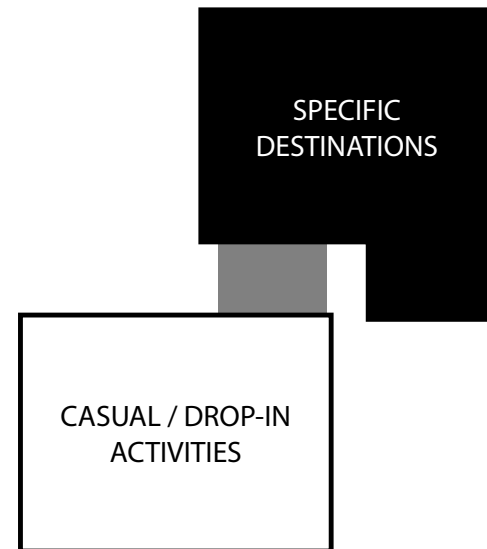 SPECIFIC
DESTINATIONS
CASUAL / DROP-IN
ACTIVITIES